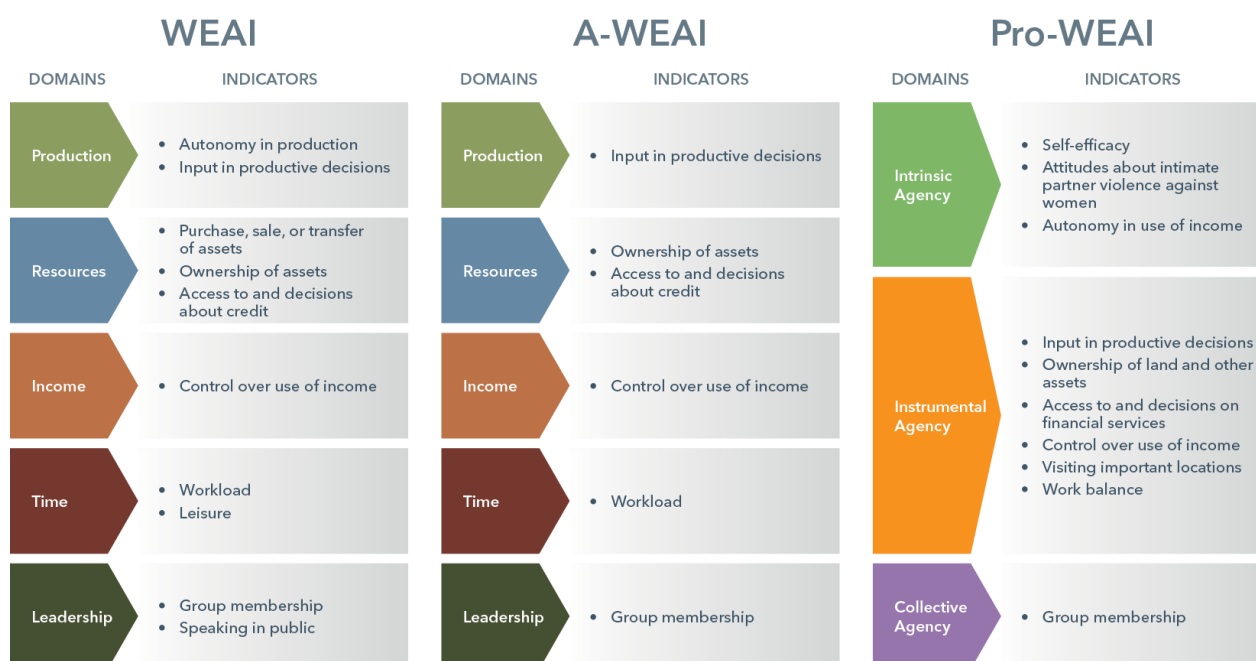 WEAI
DOMAINS
INDICATORS
Production
• Autonomy in production
• Input in productive decisions
Resources
• Purchase, sale, or transfer
of assets
• Ownership of assets
• Access to and decisions
about credit
Income
• Control over use of income
Time
• Workload
• Leisure
Leadership
• Group membership
• Speaking in public
A-WEAI
DOMAINS
INDICATORS
Production
• Input in productive decisions
Resources
• Ownership of assets
• Access to and decisions
about credit
Income
• Control over use of income
Time
• Workload
Leadership
• Group membership
Pro-WEAI
DOMAINS
INDICATORS
Intrinsic
Agency
• Self-efficacy
• Attitudes about intimate
partner violence against
women
• Autonomy in use of income
Instrumental
Agency
• Input in productive decisions
• Ownership of land and other
assets
• Access to and decisions on
financial services
• Control over use of income
• Visiting important locations
• Work balance
Collective
Agency
• Group membership